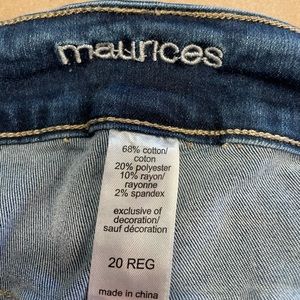 maurices
68% cotton/
coton
20% polyester
10% rayon/
rayonne
2% spandex
exclusive of
decoration/
sauf décoration
20 REG
made in china